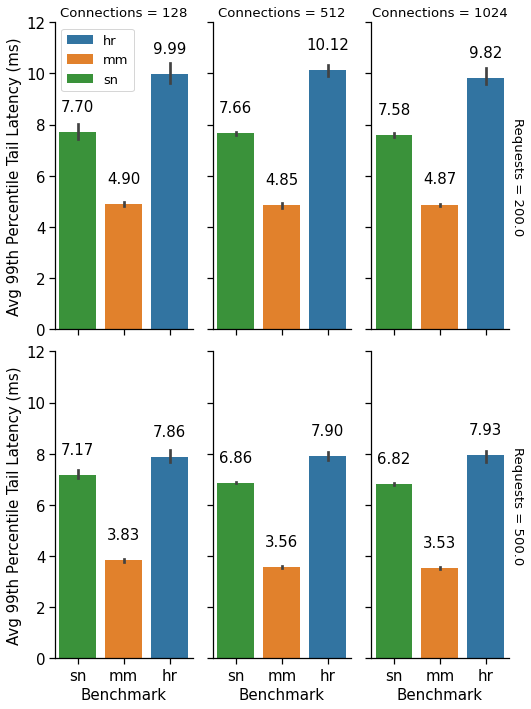 Connections = 128
Connections = 512
Connections = 1024
Avg 99th Percentile Tail Latency (ms)
12
10
8
6
4
2
0
hr
mm
sn
7.70
4.90
9.99
7.66
4.85
10.12
7.58
4.87
9.82
Requests = 200.0
Avg 99th Percentile Tail Latency (ms)
12
10
8
6
4
2
0
7.17
3.83
7.86
6.86
3.56
7.90
6.82
3.53
7.93
Requests = 500.0
sn mm hr
sn mm hr
sn mm hr
Benchmark
Benchmark
Benchmark